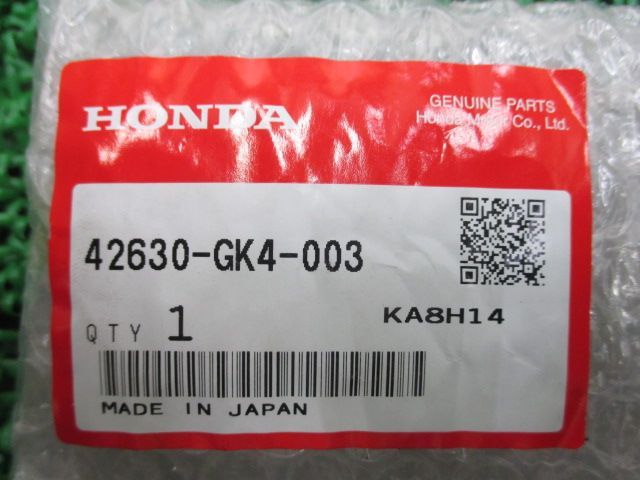 HONDA
GENUINE PARTS
Honda Motor Co., Ltd.
42630-GK4-003
KA8H14
QTY 1
MADE IN JAPAN